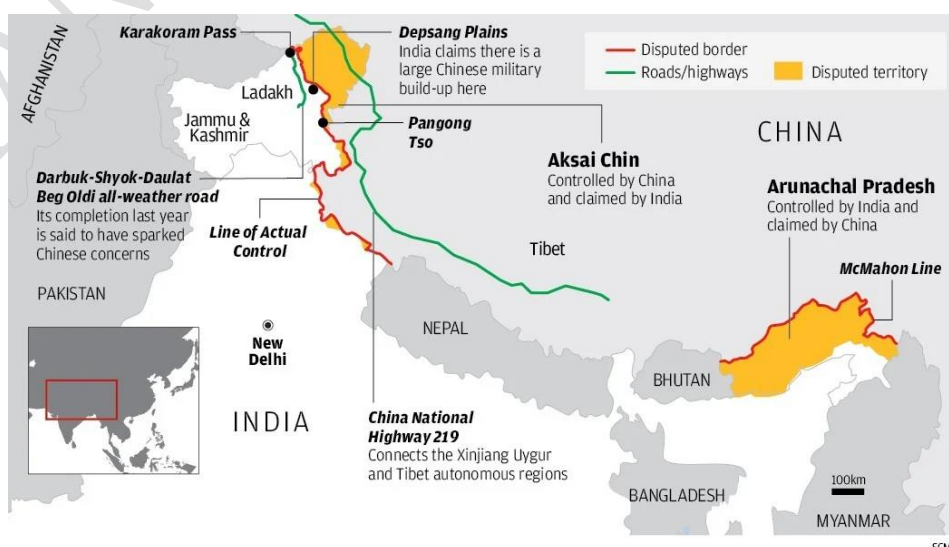 Karakoram Pass
Depsang Plains
India claims there is a
large Chinese military
build-up here
Disputed border
Roads/highways
Disputed territory
AFGHANISTAN
Ladakh
Jammu &
Kashmir
Pangong
Tso
CHINA
Aksai Chin
Controlled by China
and claimed by India
Arunachal Pradesh
Controlled by India and
claimed by China
Darbuk-Shyok-Daulat
Beg Oldi all-weather road
Its completion last year
is said to have sparked
Chinese concerns
Line of Actual
Control
Tibet
McMahon Line
PAKISTAN
New
Delhi
NEPAL
BHUTAN
INDIA
China National
Highway 219
Connects the Xinjiang Uygur
and Tibet autonomous regions
100km
BANGLADESH
MYANMAR